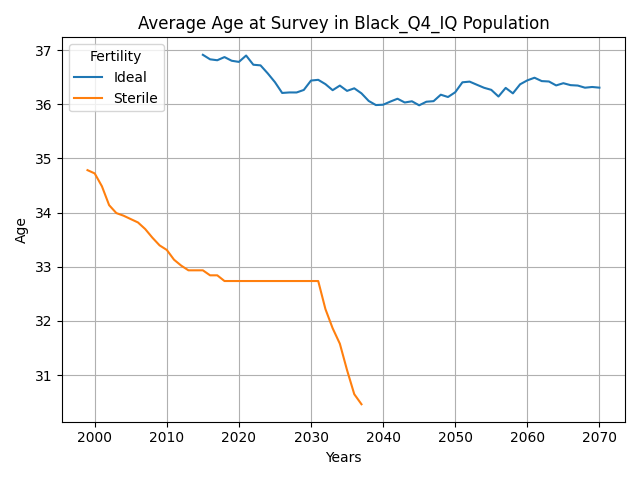 Average Age at Survey in Black_Q4_IQ Population
Fertility
Ideal
Sterile
Age
37
36
35
34
33
32
31
2000 2010 2020 2030 2040 2050 2060 2070
Years